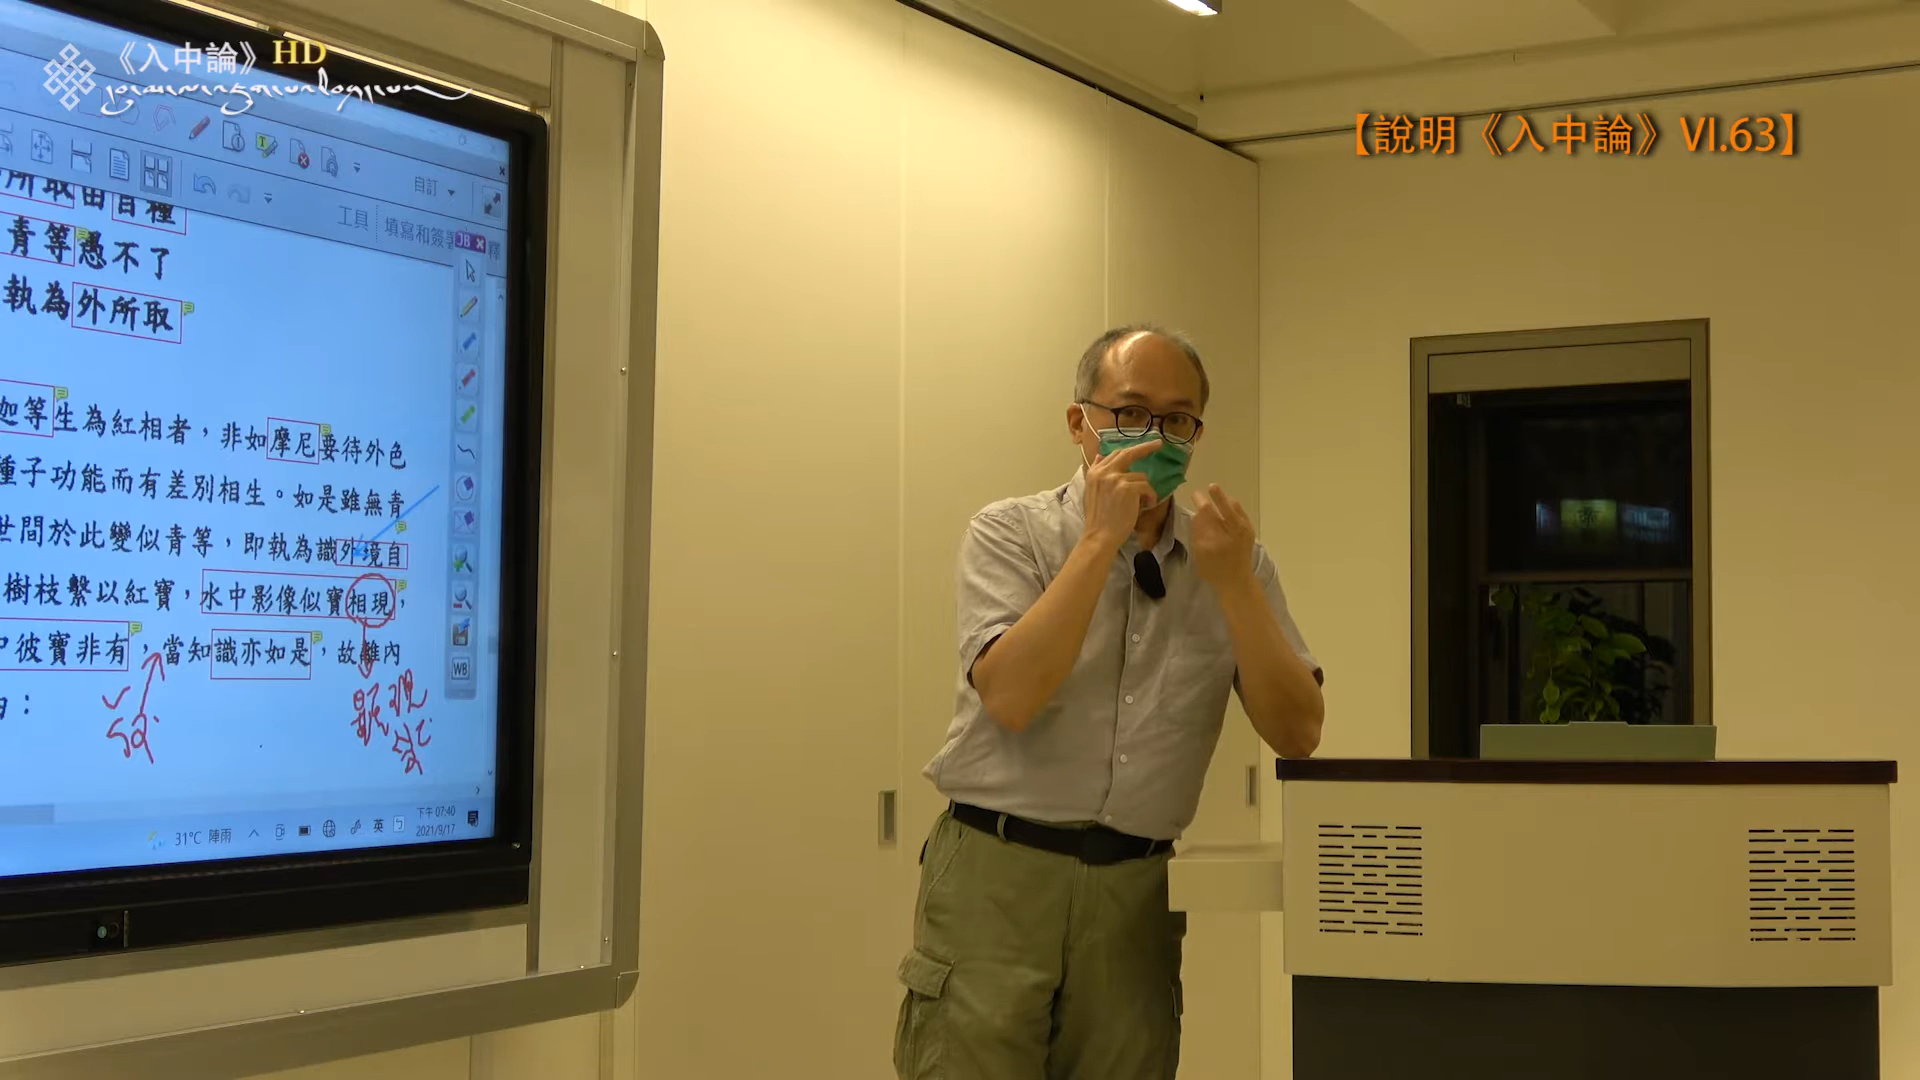 《入中論》HD
【說明《入中論》VI.63】
自訂
工具 填寫和簽署
所取由自種
青等愚不了
執為外所取
迦等生為紅相者，非如摩尼要待外色
種子功能而有差別相生。如是雖無青
世間於此變似青等，即執為識外境自
樹枝繫以紅寶，水中影像似寶相現，
彼寶非有，當知識亦如是，故離內
：
顯現
WB
31°C 陣雨
英
下午 07:40
2021/9/17